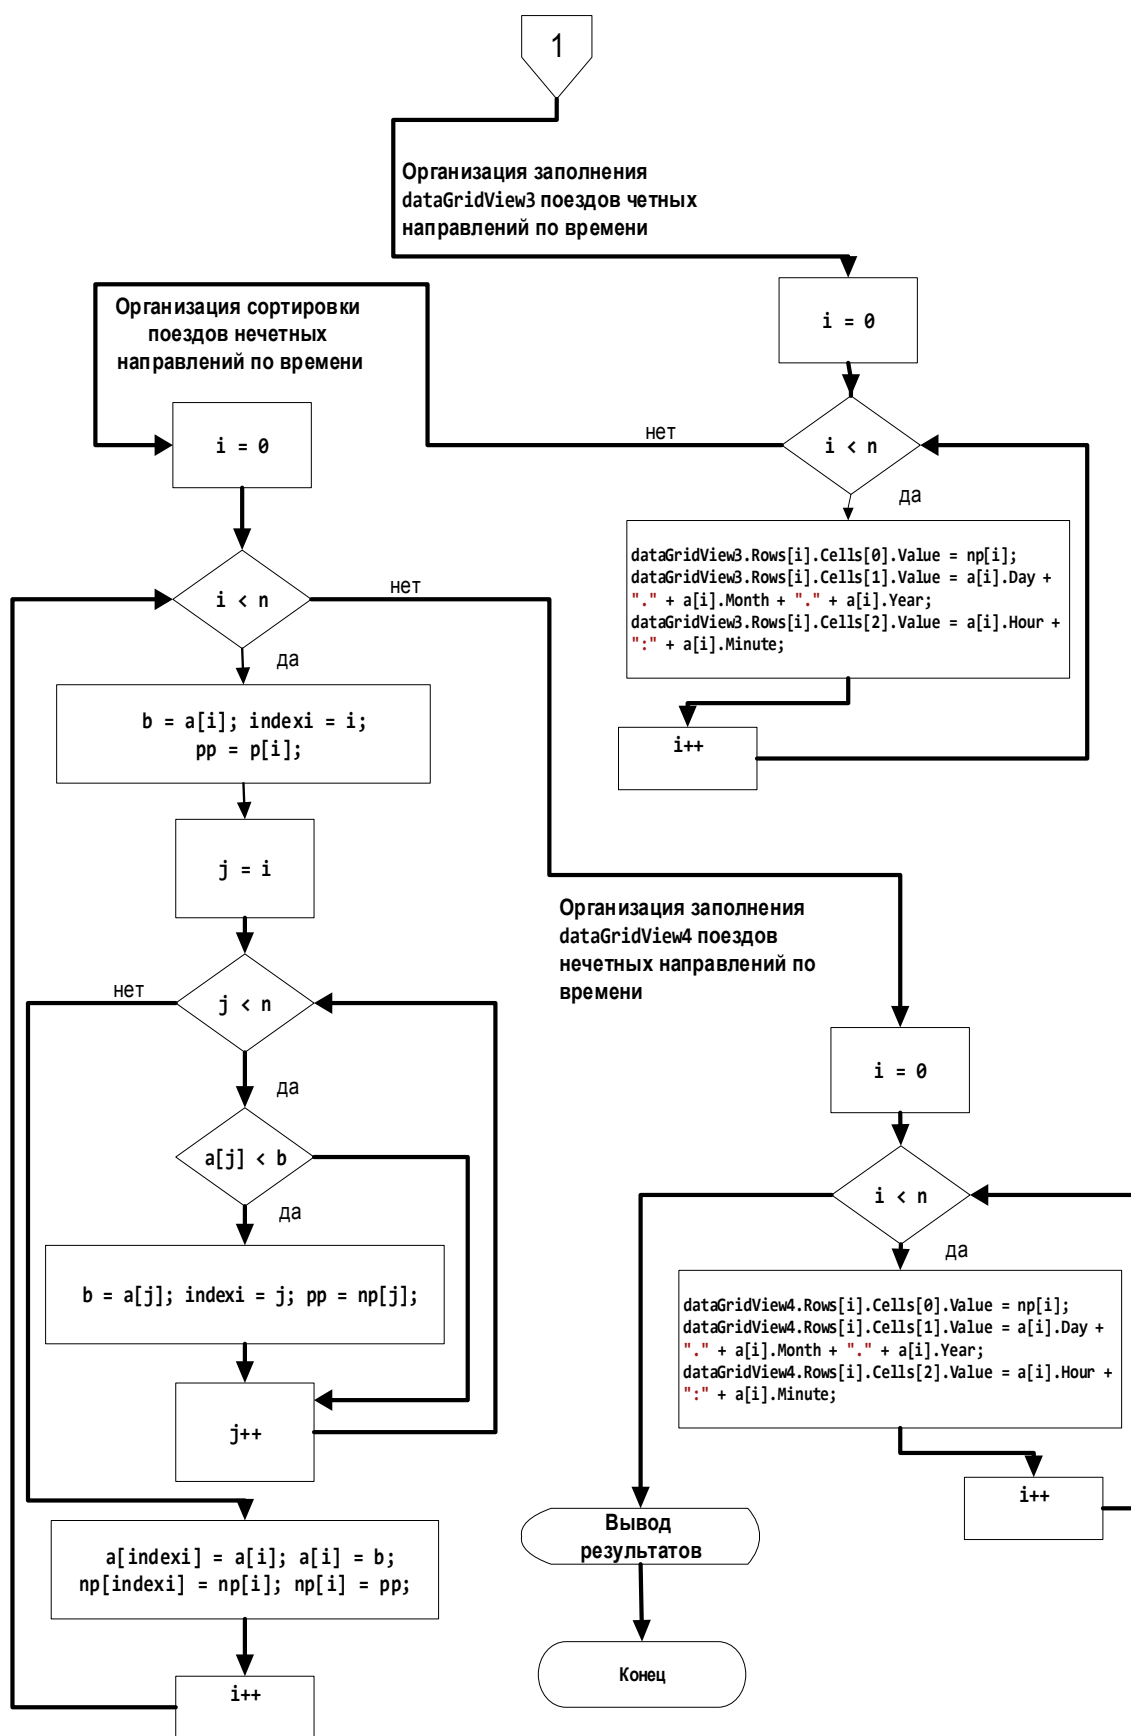 1
Организация заполнения
dataGridView3 поездов четных
направлений по времени
i = 0
i < n
нет
да
dataGridView3.Rows[i].Cells[0].Value = np[i];
dataGridView3.Rows[i].Cells[1].Value = a[i].Day +
"." + a[i].Month + "." + a[i].Year;
dataGridView3.Rows[i].Cells[2].Value = a[i].Hour +
":" + a[i].Minute;
i++
Организация сортировки
поездов нечетных
направлений по времени
i = 0
i < n
нет
да
b = a[i]; indexi = i;
pp = p[i];
j = i
j < n
нет
да
a[j] < b
да
b = a[j]; indexi = j; pp = np[j];
j++
a[indexi] = a[i]; a[i] = b;
np[indexi] = np[i]; np[i] = pp;
i++
Организация заполнения
dataGridView4 поездов
нечетных направлений по
времени
i = 0
i < n
да
dataGridView4.Rows[i].Cells[0].Value = np[i];
dataGridView4.Rows[i].Cells[1].Value = a[i].Day +
"." + a[i].Month + "." + a[i].Year;
dataGridView4.Rows[i].Cells[2].Value = a[i].Hour +
":" + a[i].Minute;
i++
Вывод
результатов
Конец